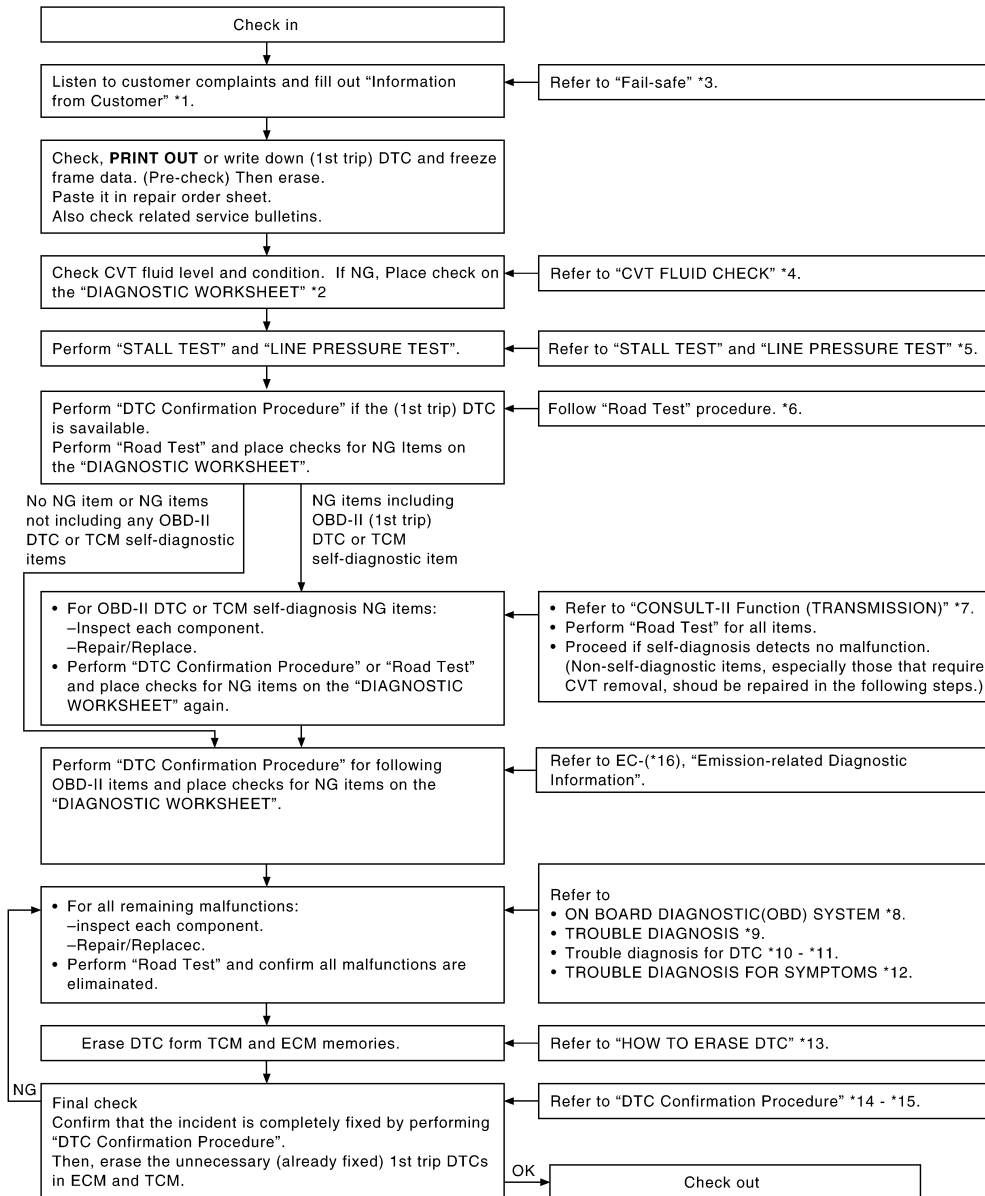 Check in
Listen to customer complaints and fill out “Information
from Customer” *1.
Refer to “Fail-safe” *3.
Check, PRINT OUT or write down (1st trip) DTC and freeze
frame data. (Pre-check) Then erase.
Paste it in repair order sheet.
Also check related service bulletins.
Check CVT fluid level and condition. If NG, Place check on
the “DIAGNOSTIC WORKSHEET” *2
Refer to “CVT FLUID CHECK” *4.
Perform “STALL TEST” and “LINE PRESSURE TEST”.
Refer to “STALL TEST” and “LINE PRESSURE TEST” *5.
Perform “DTC Confirmation Procedure” if the (1st trip) DTC
is savailable.
Perform “Road Test” and place checks for NG Items on
the “DIAGNOSTIC WORKSHEET”.
Follow “Road Test” procedure. *6.
No NG item or NG items
not including any OBD-II
DTC or TCM self-diagnostic
items
NG items including
OBD-II (1st trip)
DTC or TCM
self-diagnostic item
• For OBD-II DTC or TCM self-diagnosis NG items:
–Inspect each component.
–Repair/Replace.
• Perform “DTC Confirmation Procedure” or “Road Test”
and place checks for NG items on the “DIAGNOSTIC
WORKSHEET” again.
• Refer to “CONSULT-II Function (TRANSMISSION)” *7.
• Perform “Road Test” for all items.
• Proceed if self-diagnosis detects no malfunction.
(Non-self-diagnostic items, especially those that require
CVT removal, shoud be repaired in the following steps.)
Perform “DTC Confirmation Procedure” for following
OBD-II items and place checks for NG items on the
“DIAGNOSTIC WORKSHEET”.
Refer to EC-(*16), “Emission-related Diagnostic
Information”.
• For all remaining malfunctions:
–inspect each component.
–Repair/Replacec.
• Perform “Road Test” and confirm all malfunctions are
elimainated.
Refer to
• ON BOARD DIAGNOSTIC(OBD) SYSTEM *8.
• TROUBLE DIAGNOSIS *9.
• Trouble diagnosis for DTC *10 - *11.
• TROUBLE DIAGNOSIS FOR SYMPTOMS *12.
Erase DTC form TCM and ECM memories.
Refer to “HOW TO ERASE DTC” *13.
NG
Final check
Confirm that the incident is completely fixed by performing
“DTC Confirmation Procedure”.
Then, erase the unnecessary (already fixed) 1st trip DTCs
in ECM and TCM.
Refer to “DTC Confirmation Procedure” *14 - *15.
OK
Check out